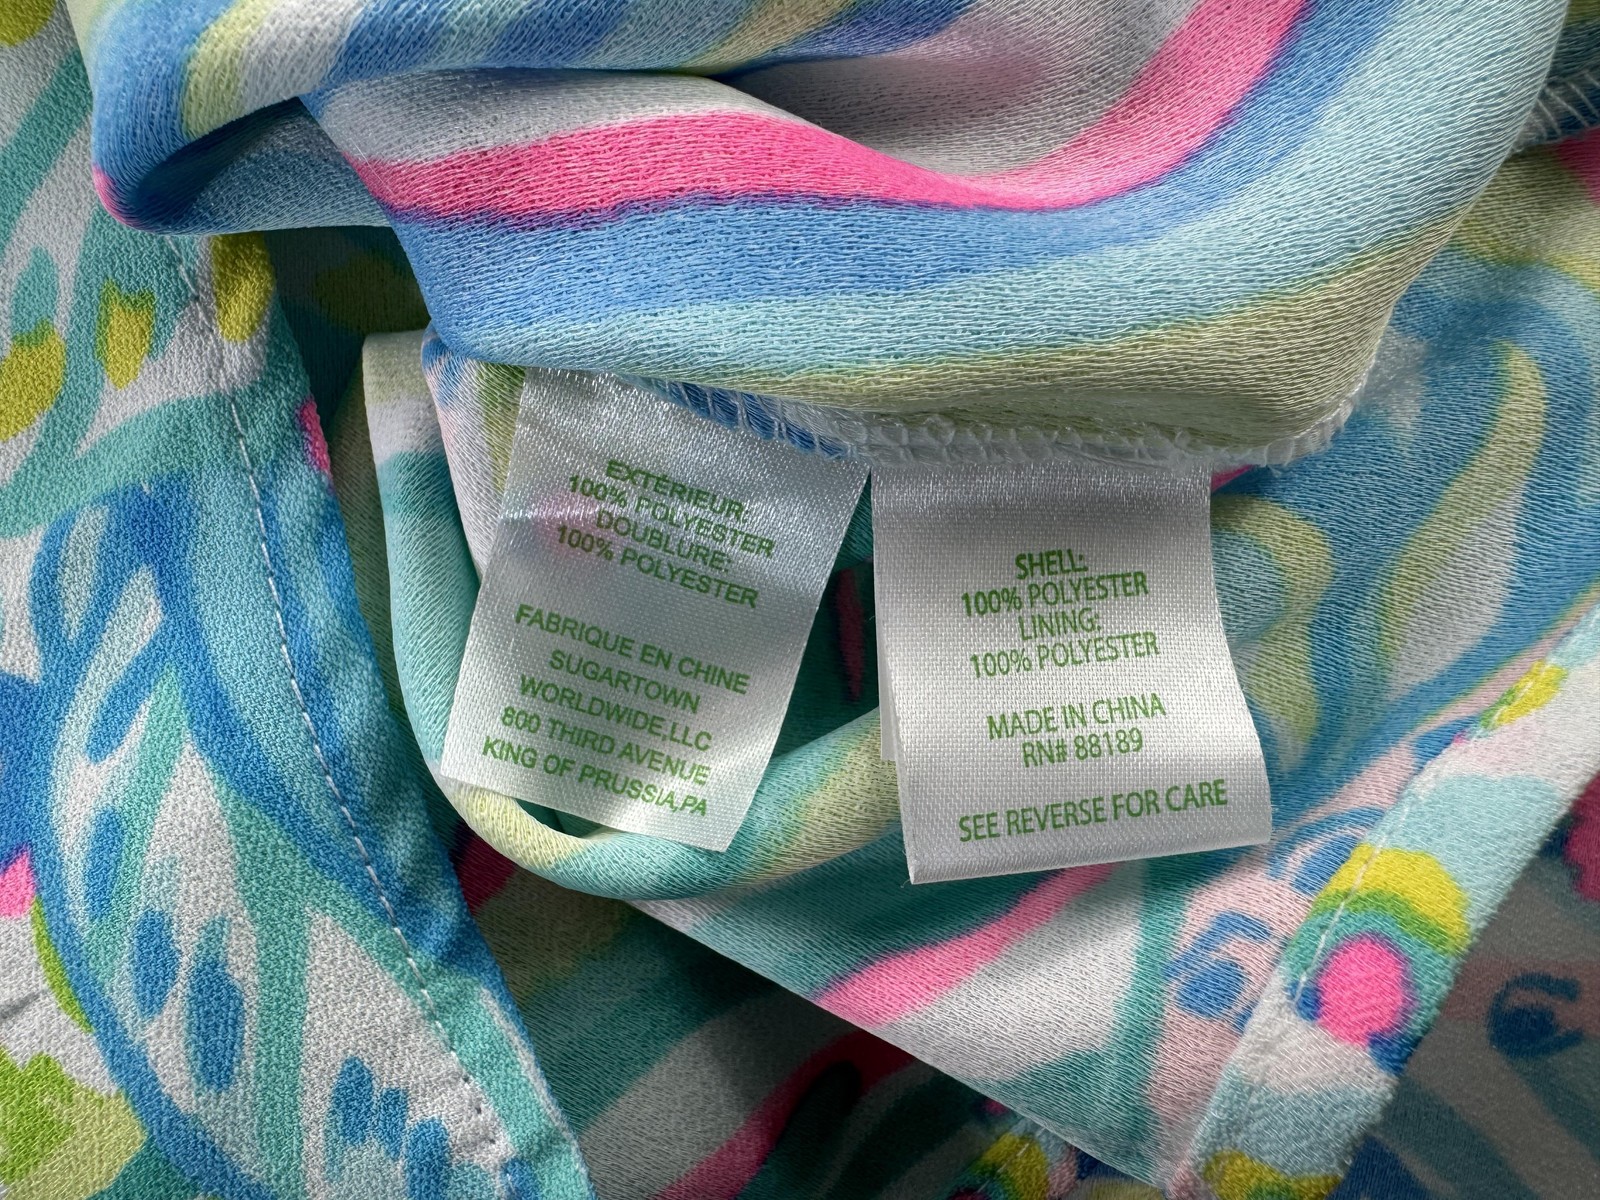 EXTÉRIEUR:
100% POLYESTER
DOUBLURE:
100% POLYESTER
FABRIQUE EN CHINE
SUGARTOWN
WORLDWIDE,LLC
800 THIRD AVENUE
KING OF PRUSSIA,PA
SHELL:
100% POLYESTER
LINING:
100% POLYESTER
MADE IN CHINA
RN# 88189
SEE REVERSE FOR CARE